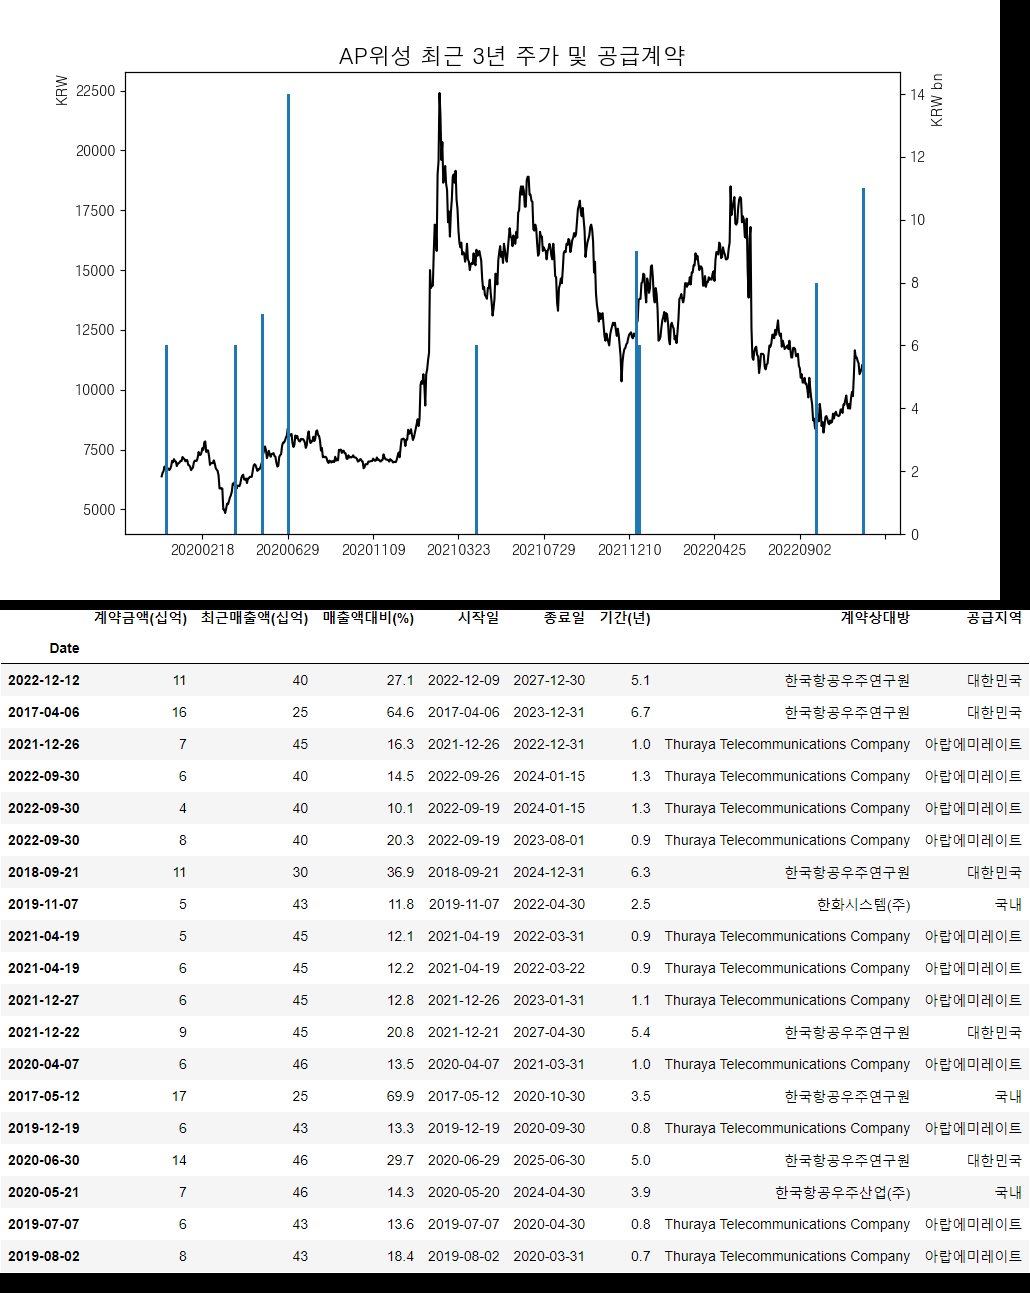 AP위성 최근 3년 주가 및 공급계약
KRW
KRW bn
22500
20000
17500
15000
12500
10000
7500
5000
14
12
10
8
6
4
2
0
20200218 20200629 20201109 20210323 20210729 20211210 20220425 20220902
계약금액(십억) 최근매출액(십억) 매출액대비(%) 시작일 종료일 기간(년) 계약상대방 공급지역
Date
2022-12-12 11 40 27.1 2022-12-09 2027-12-30 5.1 한국항공우주연구원 대한민국
2017-04-06 16 25 64.6 2017-04-06 2023-12-31 6.7 한국항공우주연구원 대한민국
2021-12-26 7 45 16.3 2021-12-26 2022-12-31 1.0 Thuraya Telecommunications Company 아랍에미레이트
2022-09-30 6 40 14.5 2022-09-26 2024-01-15 1.3 Thuraya Telecommunications Company 아랍에미레이트
2022-09-30 4 40 10.1 2022-09-19 2024-01-15 1.3 Thuraya Telecommunications Company 아랍에미레이트
2022-09-30 8 40 20.3 2022-09-19 2023-08-01 0.9 Thuraya Telecommunications Company 아랍에미레이트
2018-09-21 11 30 36.9 2018-09-21 2024-12-31 6.3 한국항공우주연구원 대한민국
2019-11-07 5 43 11.8 2019-11-07 2022-04-30 2.5 한화시스템(주) 국내
2021-04-19 5 45 12.1 2021-04-19 2022-03-31 0.9 Thuraya Telecommunications Company 아랍에미레이트
2021-04-19 6 45 12.2 2021-04-19 2022-03-22 0.9 Thuraya Telecommunications Company 아랍에미레이트
2021-12-27 6 45 12.8 2021-12-26 2023-01-31 1.1 Thuraya Telecommunications Company 아랍에미레이트
2021-12-22 9 45 20.8 2021-12-21 2027-04-30 5.4 한국항공우주연구원 대한민국
2020-04-07 6 46 13.5 2020-04-07 2021-03-31 1.0 Thuraya Telecommunications Company 아랍에미레이트
2017-05-12 17 25 69.9 2017-05-12 2020-10-30 3.5 한국항공우주연구원 국내
2019-12-19 6 43 13.3 2019-12-19 2020-09-30 0.8 Thuraya Telecommunications Company 아랍에미레이트
2020-06-30 14 46 29.7 2020-06-29 2025-06-30 5.0 한국항공우주연구원 대한민국
2020-05-21 7 46 14.3 2020-05-20 2024-04-30 3.9 한국항공우주산업(주) 국내
2019-07-07 6 43 13.6 2019-07-07 2020-04-30 0.8 Thuraya Telecommunications Company 아랍에미레이트
2019-08-02 8 43 18.4 2019-08-02 2020-03-31 0.7 Thuraya Telecommunications Company 아랍에미레이트